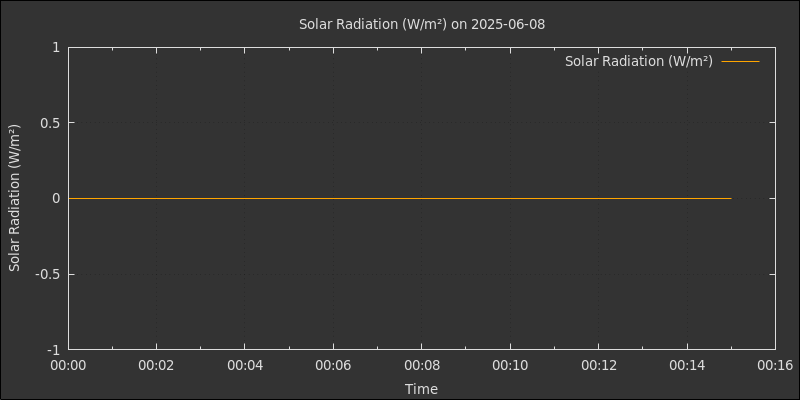 Solar Radiation (W/m²) on 2025-06-08
Solar Radiation (W/m²)
Solar Radiation (W/m²)
1
0.5
0
-0.5
-1
00:00 00:02 00:04 00:06 00:08 00:10 00:12 00:14 00:16
Time